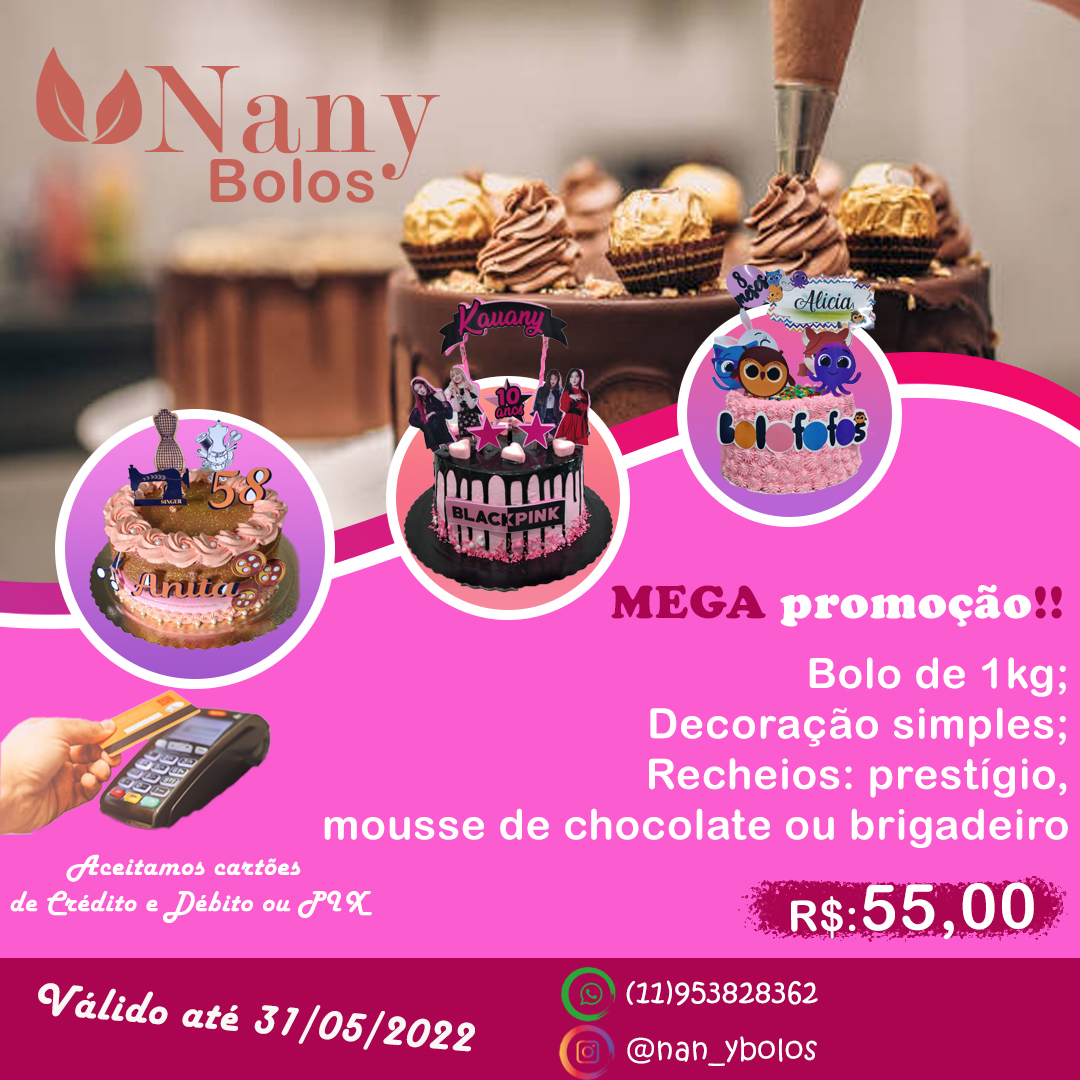 Nany
Bolos
8
meses
Alicia
Kauany
10
anos
Bolofofos
58
SINGER
BLACKPINK
Anita
MEGA promoção!!
Bolo de 1kg;
Decoração simples;
Recheios: prestígio,
mousse de chocolate ou brigadeiro
Aceitamos cartões
de Crédito e Débito ou PIX
R$:55,00
Válido até 31/05/2022
(11)953828362
@nan_ybolos